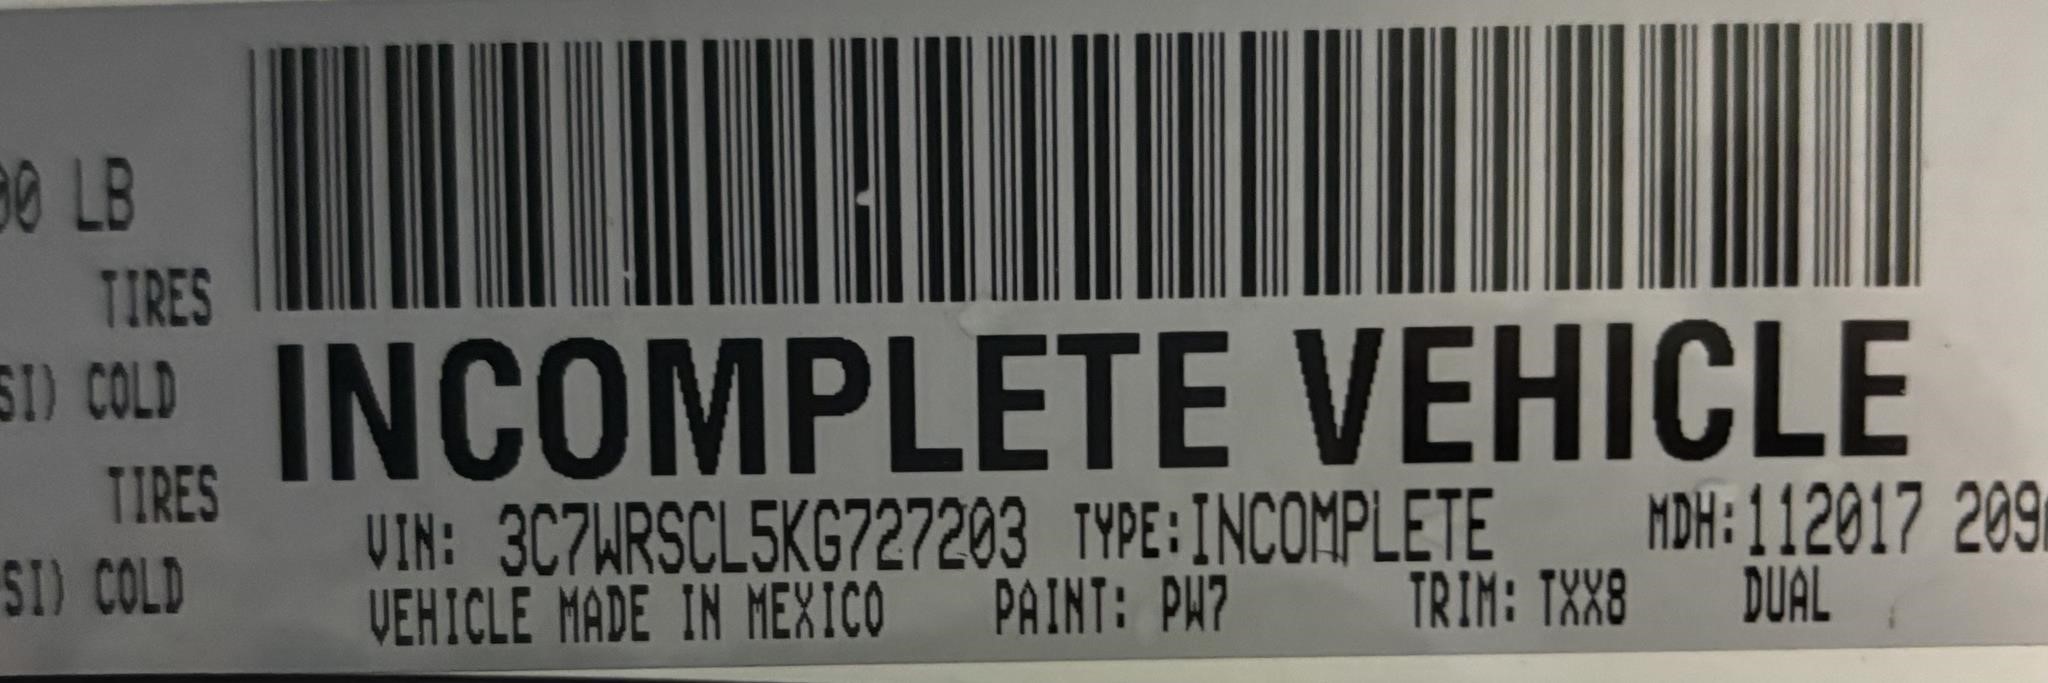 00 LB
TIRES
SI) COLD
INCOMPLETE VEHICLE
TIRES
VIN: 3C7WRSCL5KG727203 TYPE: INCOMPLETE MDH: 112017 209
SI) COLD
VEHICLE MADE IN MEXICO PAINT: PW7 TRIM: TXX8 DUAL